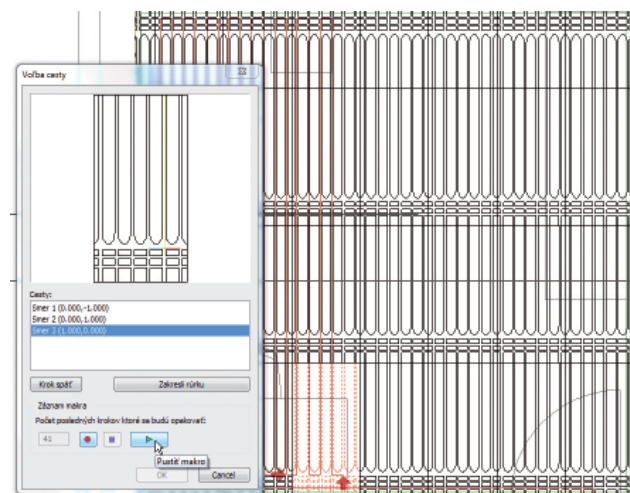 Voľba cesty
Cesty:
Smer 1 (0.000,-1.000)
Smer 2 (0.000,1.000)
Smer 3 (1.000,0.000)
Krok späť
Zakresli rúrku
Záznam makra
Počet posledných krokov ktoré sa budú opakovať:
41
Pustiť makro
OK
Cancel